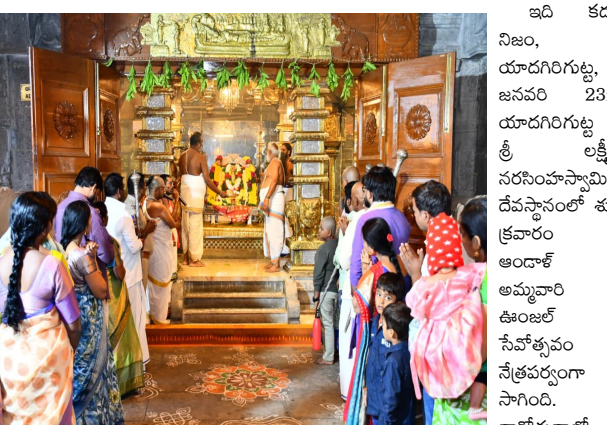 ఇది
నిజం,
యాదగిరిగుట్ట,
జనవరి 23
యాదగిరిగుట్ట
శ్రీ
నరసింహస్వామి
దేవస్థానంలో
క్రవారం
ఆండాళ్
అమ్మవారి
ఊంజల్
సేవోత్సవం
నేత్రపర్వంగా
సాగింది.